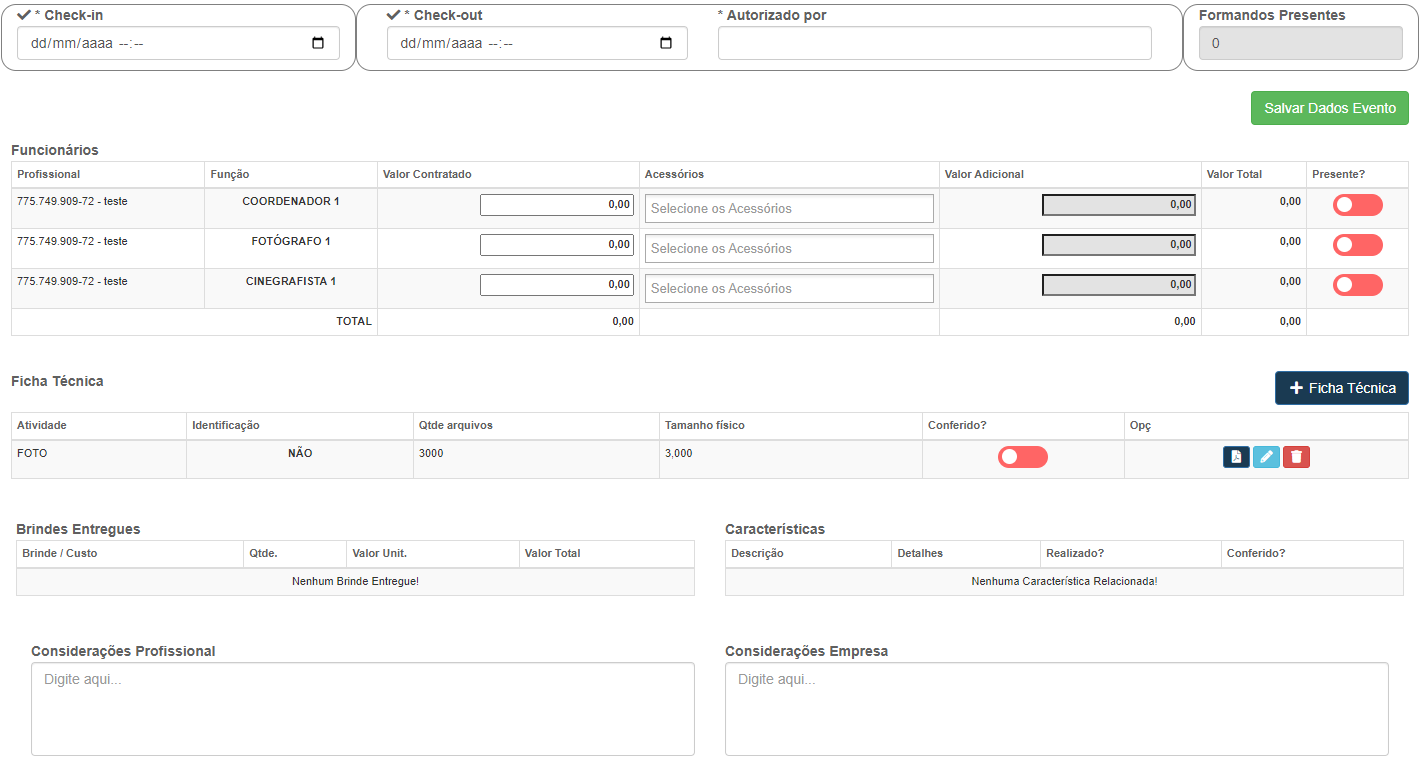 * Check-in * Check-out * Autorizado por Formandos Presentes
dd/mm/aaaa --:-- dd/mm/aaaa --:-- 0
Salvar Dados Evento
Funcionários
Profissional Função Valor Contratado Acessórios Valor Adicional Valor Total Presente?
775.749.909-72 - teste COORDENADOR 1 0,00 Selecione os Acessórios 0,00 0,00
775.749.909-72 - teste FOTÓGRAFO 1 0,00 Selecione os Acessórios 0,00 0,00
775.749.909-72 - teste CINEGRAFISTA 1 0,00 Selecione os Acessórios 0,00 0,00
TOTAL 0,00 0,00 0,00
Ficha Técnica + Ficha Técnica
Atividade Identificação Qtde arquivos Tamanho físico Conferido? Opç
FOTO NÃO 3000 3,000
Brindes Entregues Características
Brinde / Custo Qtde. Valor Unit. Valor Total Descrição Detalhes Realizado? Conferido?
Nenhum Brinde Entregue! Nenhuma Característica Relacionada!
Considerações Profissional Considerações Empresa
Digite aqui... Digite aqui...